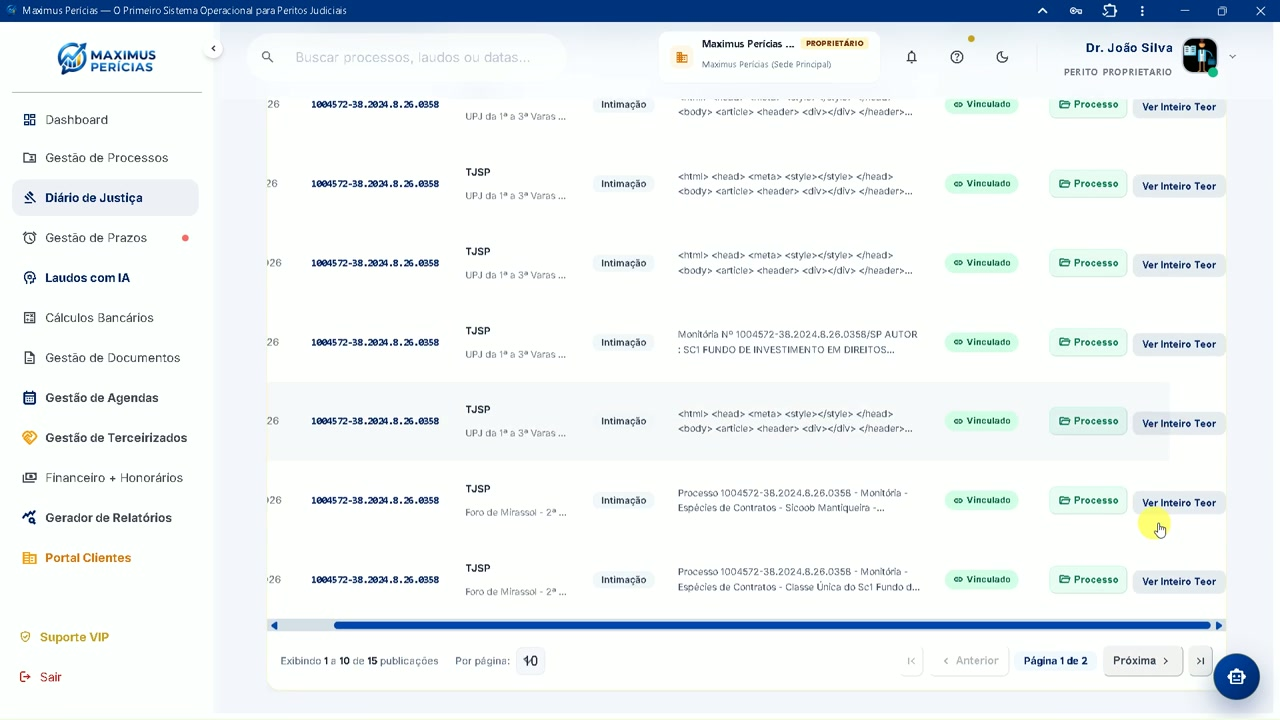 Maximus Perícias — O Primeiro Sistema Operacional para Peritos Judiciais
MAXIMUS
PERÍCIAS
Buscar processos, laudos ou datas...
Maximus Perícias ... PROPRIETÁRIO
Maximus Perícias (Sede Principal)
Dr. João Silva
PERITO PROPRIETARIO
Dashboard
Gestão de Processos
Diário de Justiça
Gestão de Prazos
Laudos com IA
Cálculos Bancários
Gestão de Documentos
Gestão de Agendas
Gestão de Terceirizados
Financeiro + Honorários
Gerador de Relatórios
Portal Clientes
Suporte VIP
Sair
26 1004572-38.2024.8.26.0358 Intimação Vinculado Processo Ver Inteiro Teor
UPJ da 1ª a 3ª Varas ... <body> <article> <header> <div></div> </header>...
26 1004572-38.2024.8.26.0358 TJSP Intimação <html> <head> <meta> <style></style> </head> Vinculado Processo Ver Inteiro Teor
UPJ da 1ª a 3ª Varas ... <body> <article> <header> <div></div> </header>...
26 1004572-38.2024.8.26.0358 TJSP Intimação <html> <head> <meta> <style></style> </head> Vinculado Processo Ver Inteiro Teor
UPJ da 1ª a 3ª Varas ... <body> <article> <header> <div></div> </header>...
26 1004572-38.2024.8.26.0358 TJSP Intimação Monitória Nº 1004572-38.2024.8.26.0358/SP AUTOR Vinculado Processo Ver Inteiro Teor
UPJ da 1ª a 3ª Varas ... : SC1 FUNDO DE INVESTIMENTO EM DIREITOS...
26 1004572-38.2024.8.26.0358 TJSP Intimação <html> <head> <meta> <style></style> </head> Vinculado Processo Ver Inteiro Teor
UPJ da 1ª a 3ª Varas ... <body> <article> <header> <div></div> </header>...
26 1004572-38.2024.8.26.0358 TJSP Intimação Processo 1004572-38.2024.8.26.0358 - Monitória - Vinculado Processo Ver Inteiro Teor
Foro de Mirassol - 2ª ... Espécies de Contratos - Sicoob Mantiqueira -...
26 1004572-38.2024.8.26.0358 TJSP Intimação Processo 1004572-38.2024.8.26.0358 - Monitória - Vinculado Processo Ver Inteiro Teor
Foro de Mirassol - 2ª ... Espécies de Contratos - Classe Única do Sc1 Fundo d...
Exibindo 1 a 10 de 15 publicações Por página: 10 Anterior Página 1 de 2 Próxima